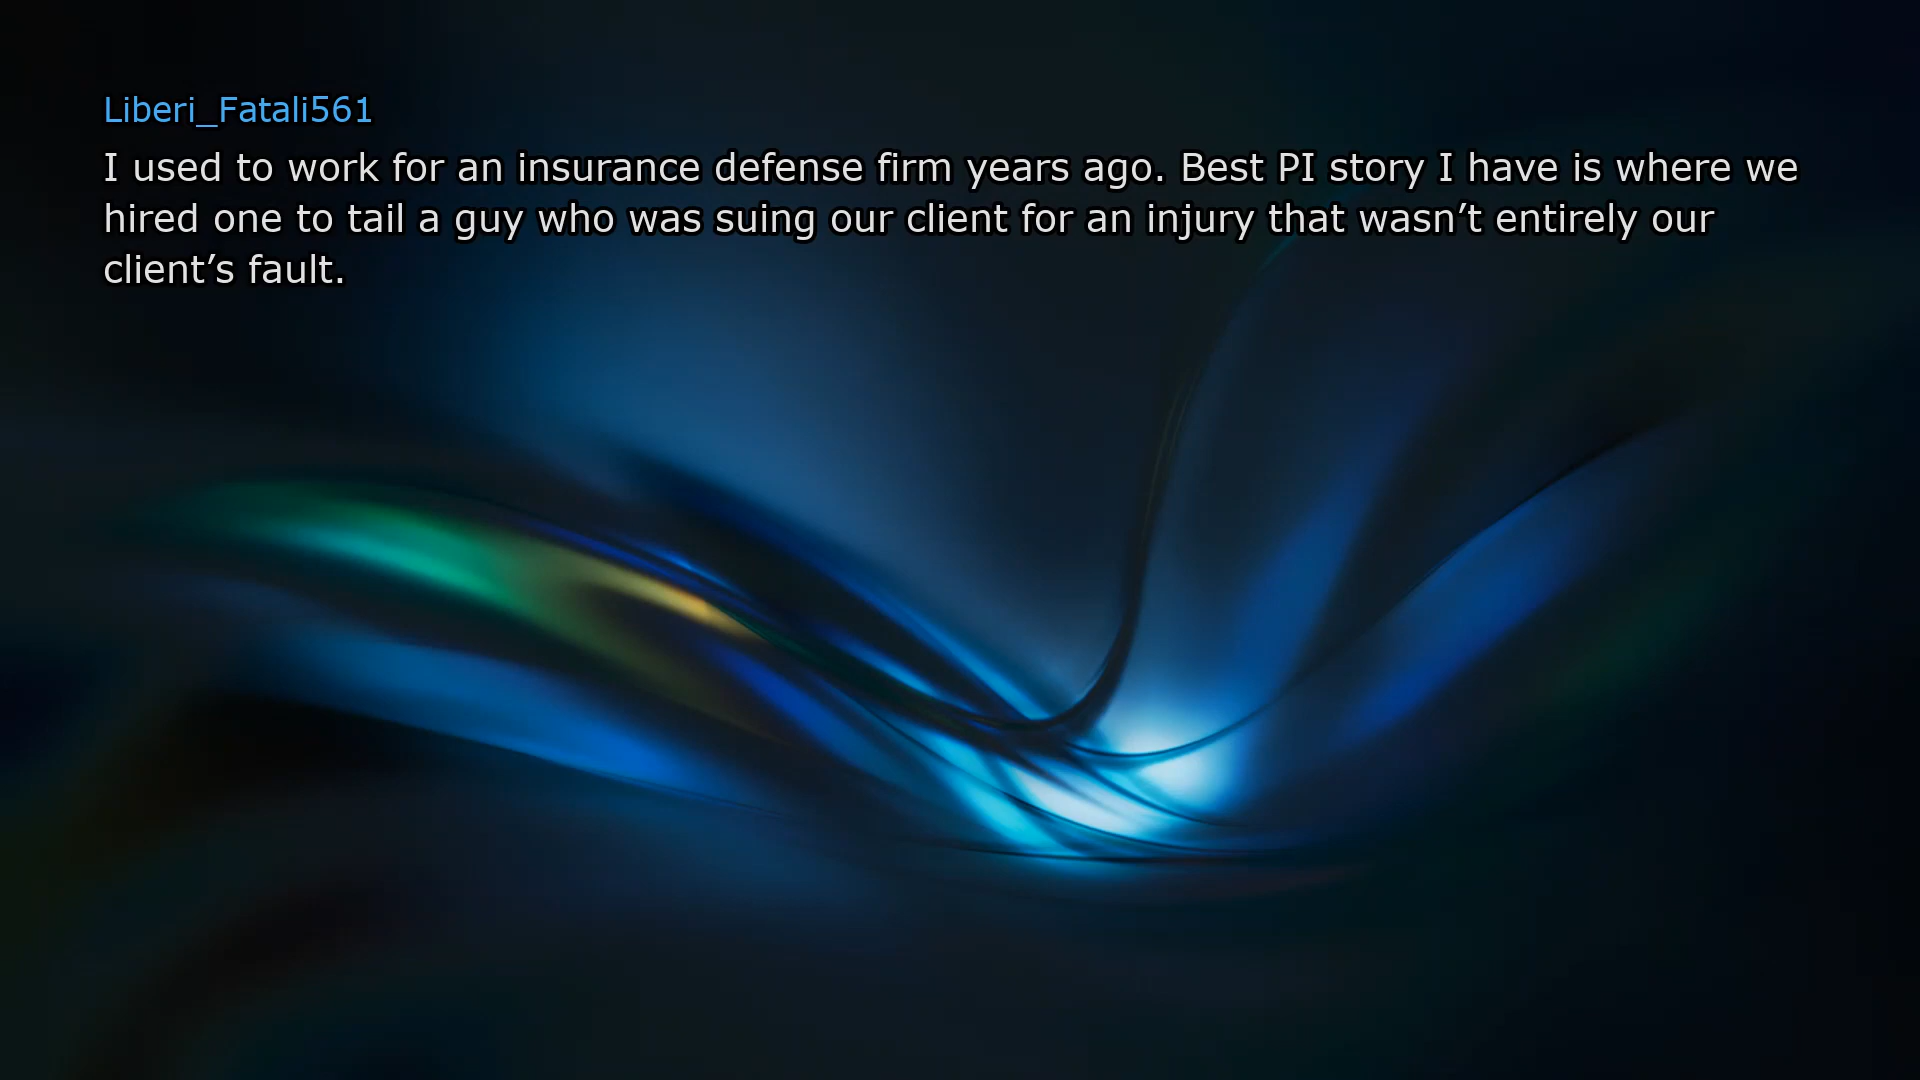 Liberi_Fatali561
I used to work for an insurance defense firm years ago. Best PI story I have is where we
hired one to tail a guy who was suing our client for an injury that wasn’t entirely our
client’s fault.